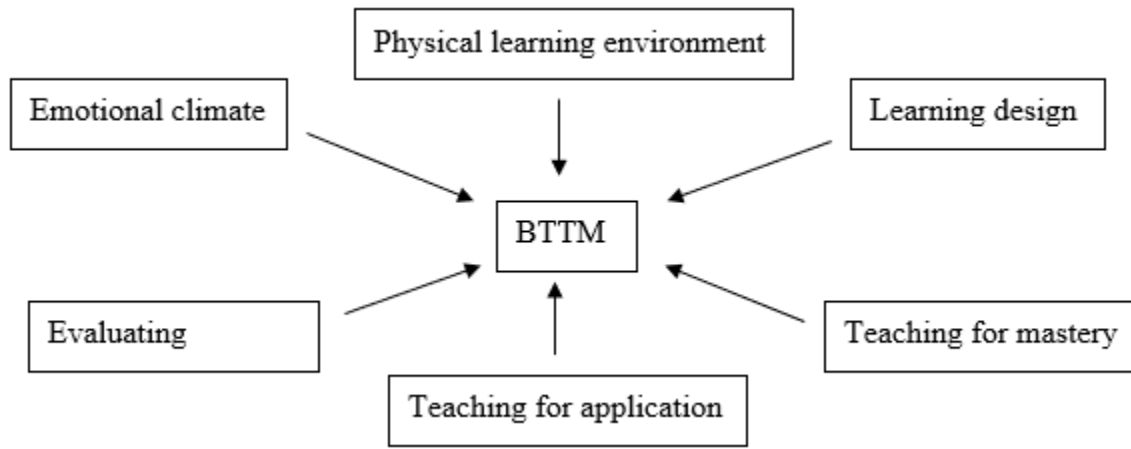 Physical learning environment
Emotional climate
Learning design
BTTM
Evaluating
Teaching for mastery
Teaching for application